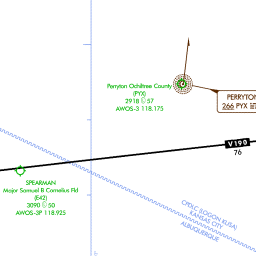 Perryton Ochiltree County
(PYX)
2918 57
AWOS-3 118.175
PERRYTON
266 PYX
V190
76
SPEARMAN
Major Samuel B Cornelius Fld
(E42)
3090 50
AWOS-3P 118.925
CPDLC (LOGON KUSA)
KANSAS CITY
ALBUQUERQUE